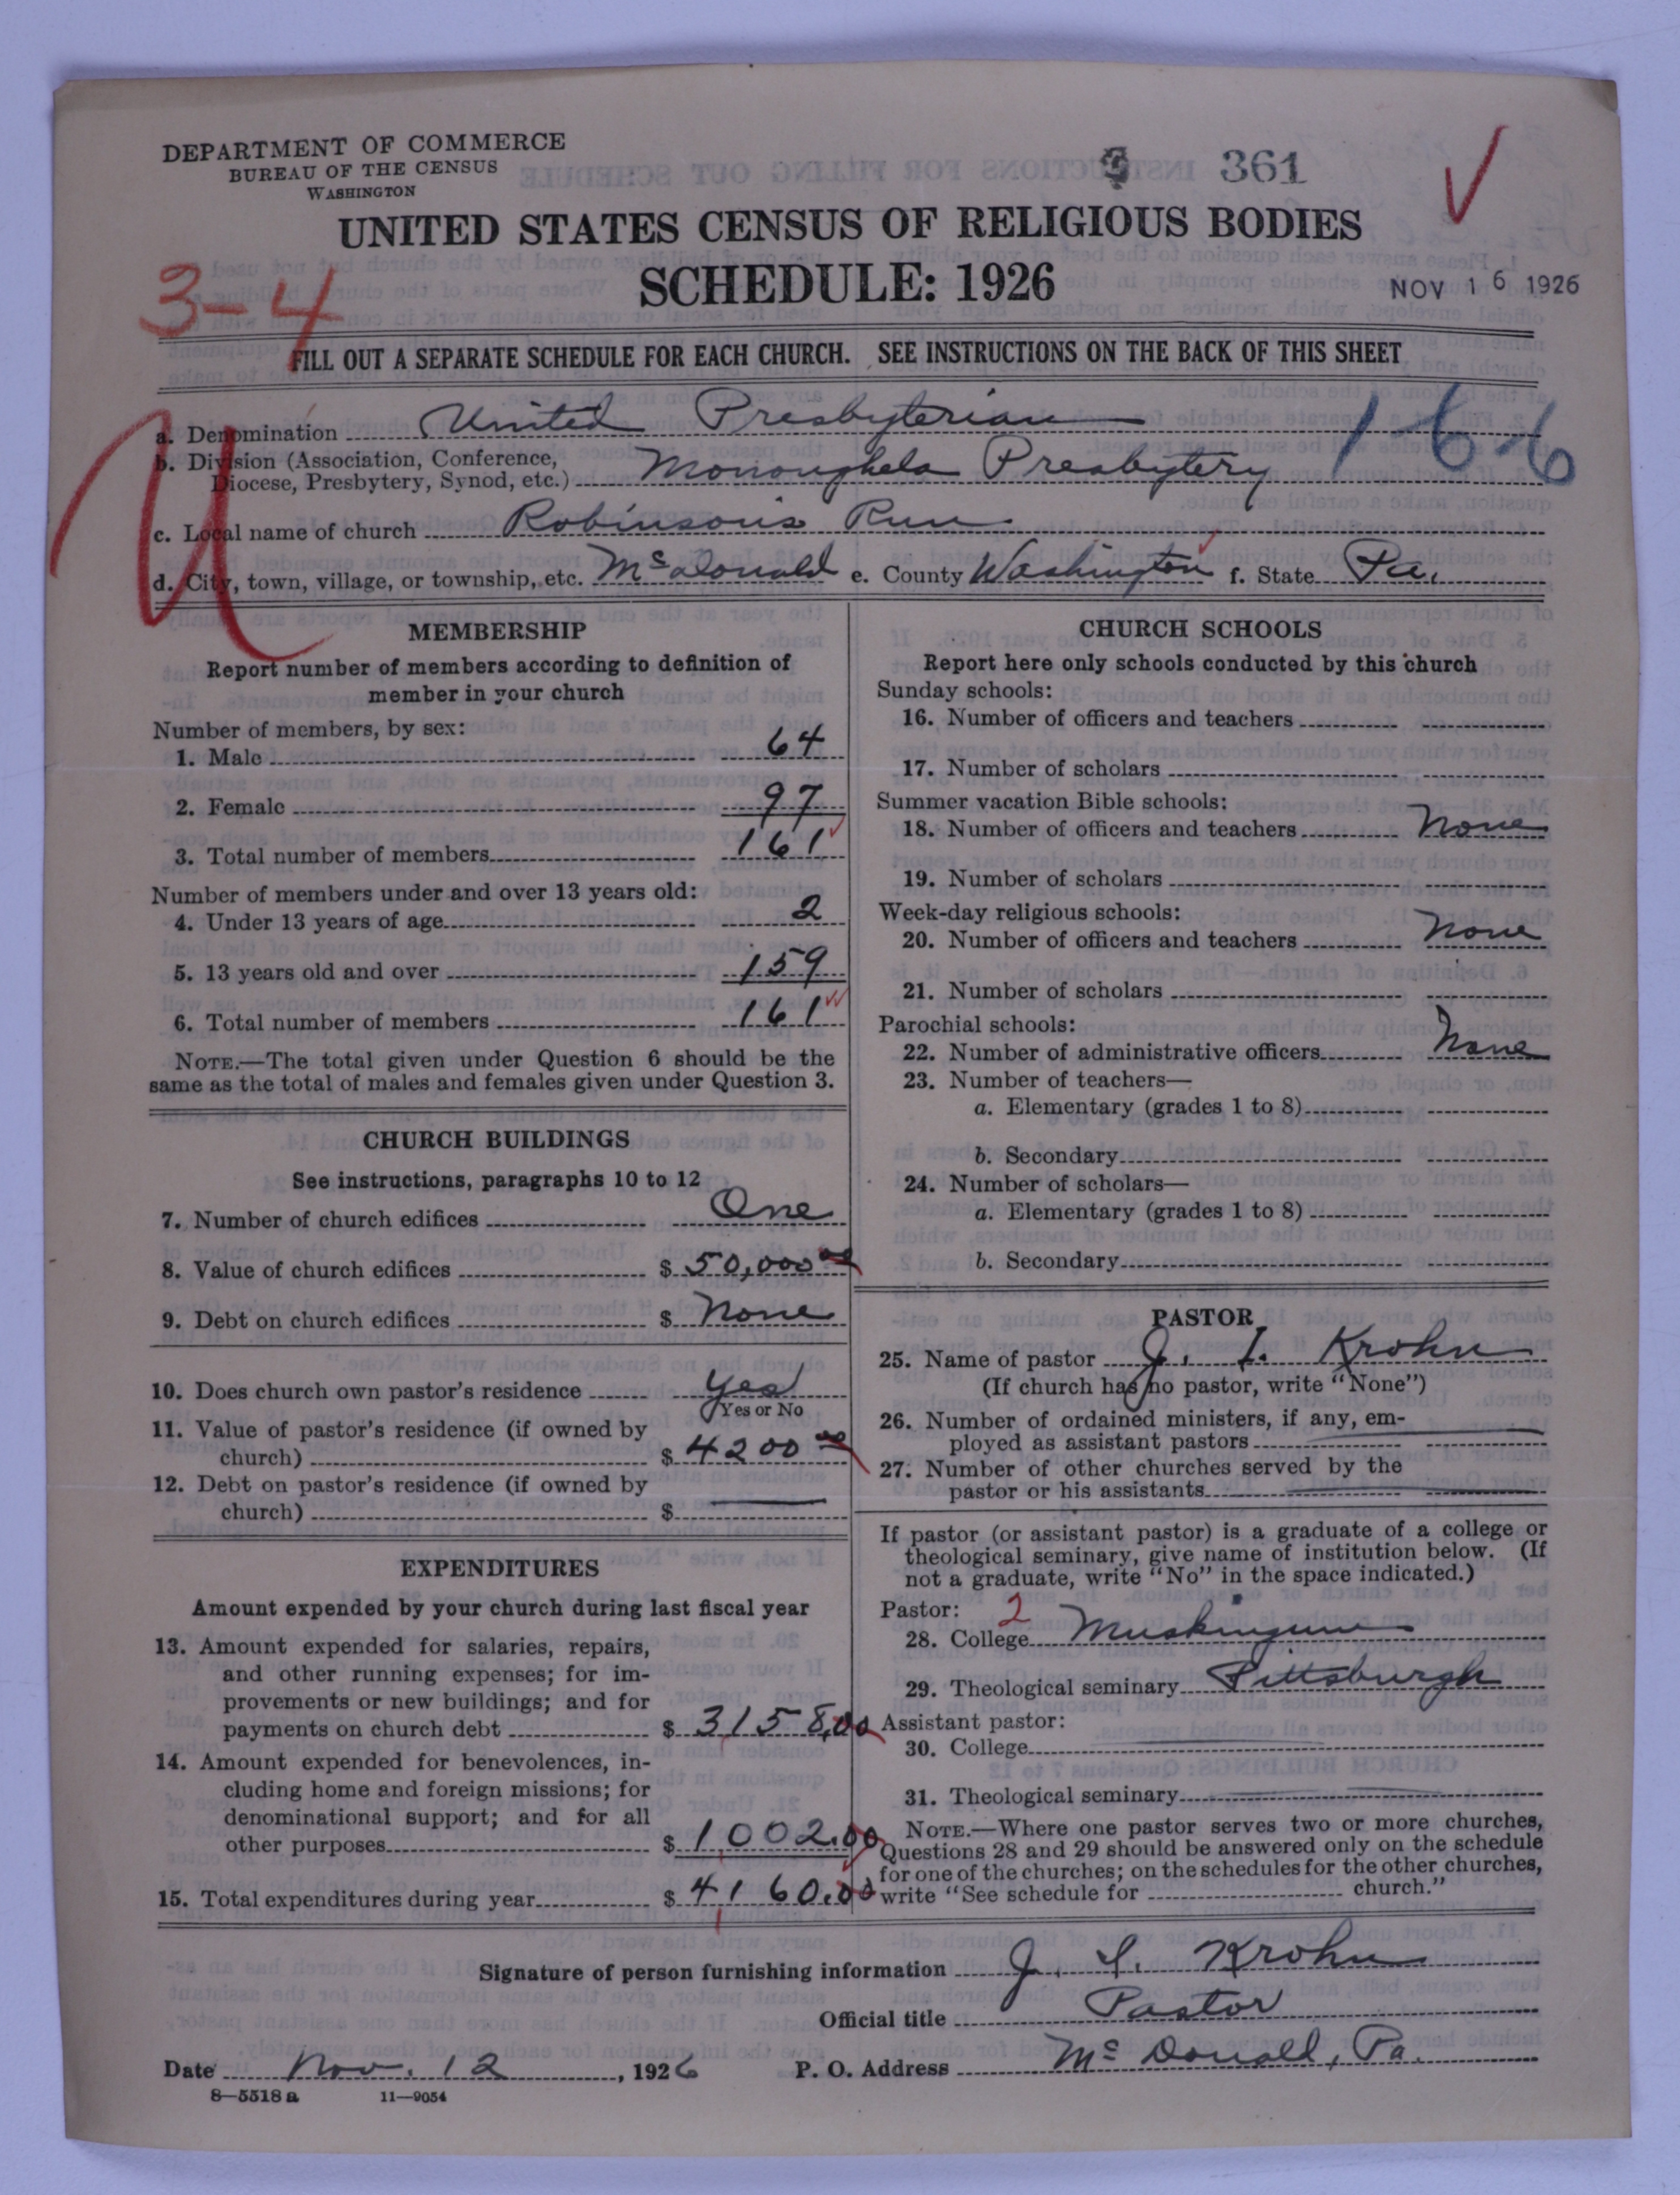 DEPARTMENT OF COMMERCE
BUREAU OF THE CENSUS
WASHINGTON
361
UNITED STATES CENSUS OF RELIGIOUS BODIES
SCHEDULE: 1926
NOV 16 1926
3-4
FILL OUT A SEPARATE SCHEDULE FOR EACH CHURCH. SEE INSTRUCTIONS ON THE BACK OF THIS SHEET
U
1-6-6
a. Denomination United Presbyterian
b. Division (Association, Conference,
Diocese, Presbytery, Synod, etc.) Mononghela Presbytery
c. Local name of church Robinson's Run
d. City, town, village, or township, etc. McDonald e. County Washington f. State Pa.
MEMBERSHIP
Report number of members according to definition of
member in your church
Number of members, by sex:
1. Male 64
2. Female 97
3. Total number of members 161
Number of members under and over 13 years old:
4. Under 13 years of age 2
5. 13 years old and over 159
6. Total number of members 161
NOTE.—The total given under Question 6 should be the
same as the total of males and females given under Question 3.
CHURCH BUILDINGS
See instructions, paragraphs 10 to 12
7. Number of church edifices One
8. Value of church edifices $ 50,000 00
9. Debt on church edifices $ None
10. Does church own pastor's residence Yes
Yes or No
11. Value of pastor's residence (if owned by
church) $ 4200 00
12. Debt on pastor's residence (if owned by
church) $
EXPENDITURES
Amount expended by your church during last fiscal year
13. Amount expended for salaries, repairs,
and other running expenses; for im-
provements or new buildings; and for
payments on church debt $ 3158.00
14. Amount expended for benevolences, in-
cluding home and foreign missions; for
denominational support; and for all
other purposes $ 1002.00
15. Total expenditures during year $ 4160.00
CHURCH SCHOOLS
Report here only schools conducted by this church
Sunday schools:
16. Number of officers and teachers
17. Number of scholars
Summer vacation Bible schools:
18. Number of officers and teachers None
19. Number of scholars
Week-day religious schools:
20. Number of officers and teachers None
21. Number of scholars
Parochial schools:
22. Number of administrative officers None
23. Number of teachers—
a. Elementary (grades 1 to 8)
b. Secondary
24. Number of scholars—
a. Elementary (grades 1 to 8)
b. Secondary
PASTOR
25. Name of pastor J. L. Krohn
(If church has no pastor, write "None")
26. Number of ordained ministers, if any, em-
ployed as assistant pastors
27. Number of other churches served by the
pastor or his assistants
If pastor (or assistant pastor) is a graduate of a college or
theological seminary, give name of institution below. (If
not a graduate, write "No" in the space indicated.)
Pastor: 2
28. College Muskingum
29. Theological seminary Pittsburgh
Assistant pastor:
30. College
31. Theological seminary
NOTE.—Where one pastor serves two or more churches,
Questions 28 and 29 should be answered only on the schedule
for one of the churches; on the schedules for the other churches,
write "See schedule for church."
Signature of person furnishing information J. L. Krohn
Official title Pastor
Date Nov. 12, 1926 P. O. Address McDonald, Pa.
8—5518 a 11—9054